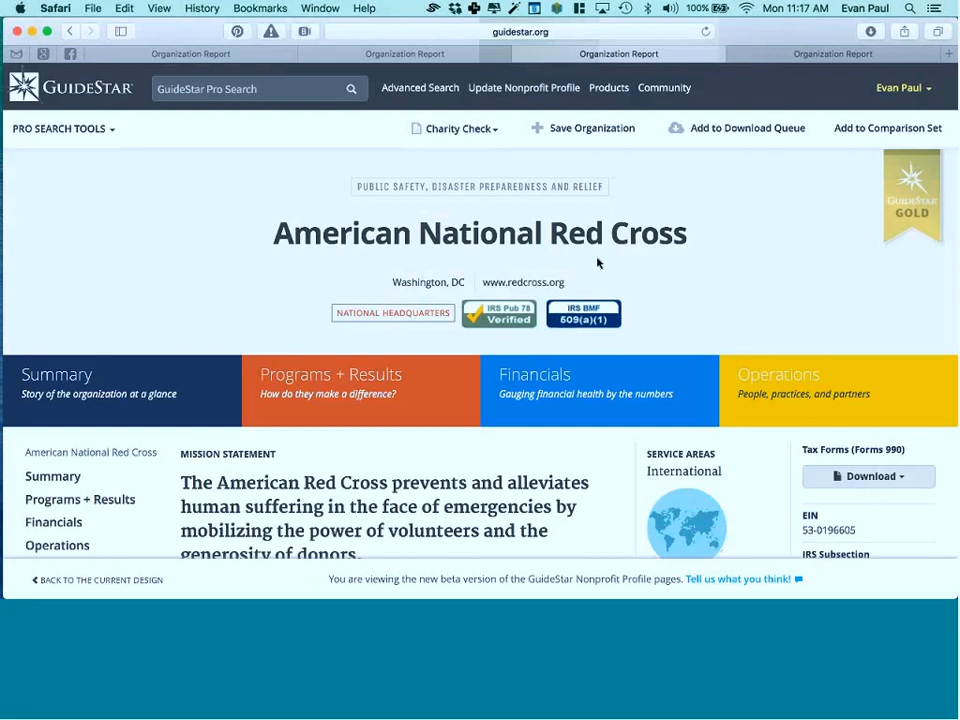 Safari File Edit View History Bookmarks Window Help 100% Mon 11:17 AM Evan Paul
guidestar.org
Organization Report Organization Report Organization Report Organization Report
GUIDESTAR GuideStar Pro Search Advanced Search Update Nonprofit Profile Products Community Evan Paul
PRO SEARCH TOOLS Charity Check Save Organization Add to Download Queue Add to Comparison Set
PUBLIC SAFETY, DISASTER PREPAREDNESS AND RELIEF
GUIDESTAR
GOLD
American National Red Cross
Washington, DC www.redcross.org
NATIONAL HEADQUARTERS
IRS Pub 78
Verified
IRS BMF
509(a)(1)
Summary
Story of the organization at a glance
Programs + Results
How do they make a difference?
Financials
Gauging financial health by the numbers
Operations
People, practices, and partners
American National Red Cross
Summary
Programs + Results
Financials
Operations
MISSION STATEMENT
The American Red Cross prevents and alleviates
human suffering in the face of emergencies by
mobilizing the power of volunteers and the
generosity of donors.
SERVICE AREAS
International
Tax Forms (Forms 990)
Download
EIN
53-0196605
IRS Subsection
BACK TO THE CURRENT DESIGN
You are viewing the new beta version of the GuideStar Nonprofit Profile pages. Tell us what you think!